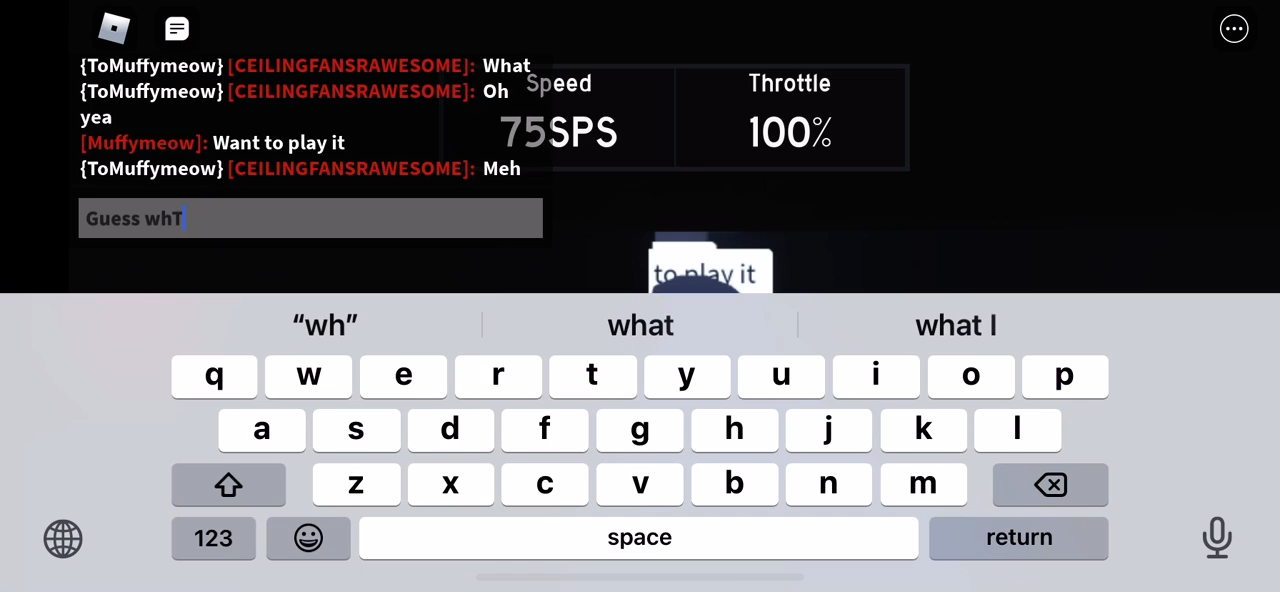 {ToMuffymeow} [CEILINGFANSRAWESOME]: What
{ToMuffymeow} [CEILINGFANSRAWESOME]: Oh
yea
[Muffymeow]: Want to play it
{ToMuffymeow} [CEILINGFANSRAWESOME]: Meh
Speed
Throttle
75SPS
100%
Guess whT
to play it
“wh”
what
what I
q w e r t y u i o p
a s d f g h j k l
z x c v b n m
123
space
return